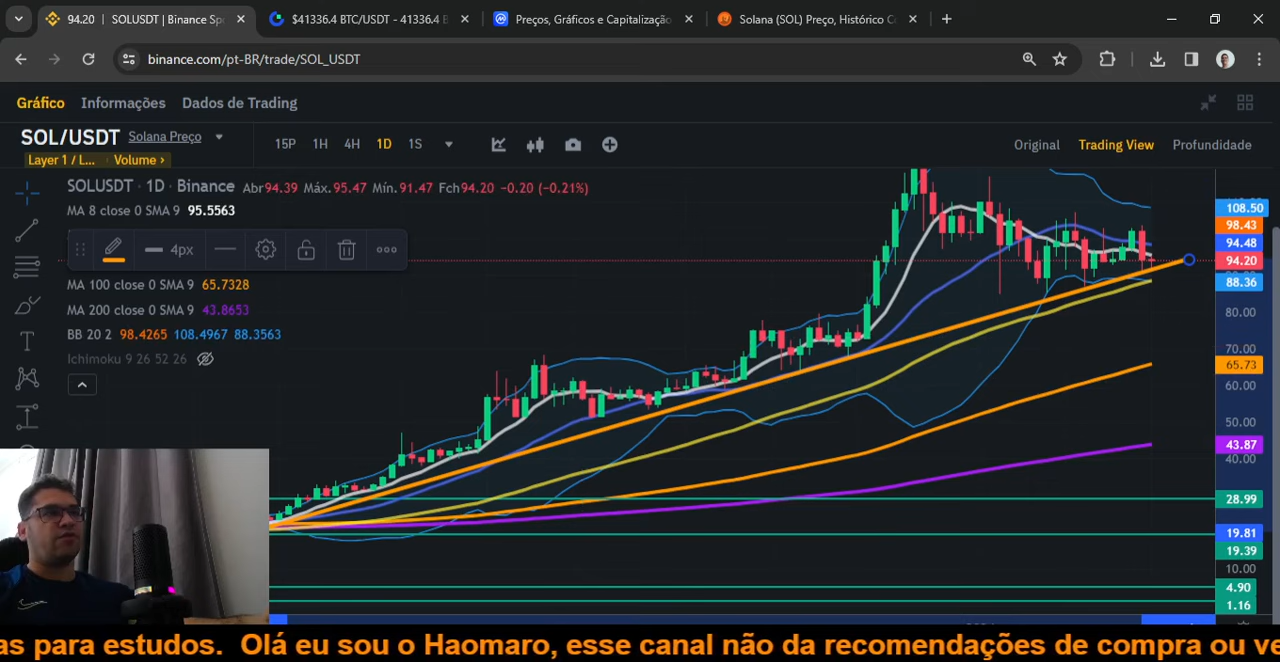 94.20 | SOLUSDT | Binance Sp
$41336.4 BTC/USDT - 41336.4 B
Preços, Gráficos e Capitalização
Solana (SOL) Preço, Histórico C
binance.com/pt-BR/trade/SOL_USDT
Gráfico Informações Dados de Trading
SOL/USDT Solana Preço
Layer 1 / L... Volume ›
15P 1H 4H 1D 1S
Original Trading View Profundidade
SOLUSDT · 1D · Binance Abr94.39 Máx.95.47 Mín.91.47 Fch94.20 -0.20 (-0.21%)
MA 8 close 0 SMA 9 95.5563
4px
MA 100 close 0 SMA 9 65.7328
MA 200 close 0 SMA 9 43.8653
BB 20 2 98.4265 108.4967 88.3563
Ichimoku 9 26 52 26
108.50
98.43
94.48
94.20
88.36
80.00
70.00
65.73
60.00
50.00
43.87
40.00
28.99
19.81
19.39
10.00
4.90
1.16
as para estudos. Olá eu sou o Haomaro, esse canal não da recomendações de compra ou ve